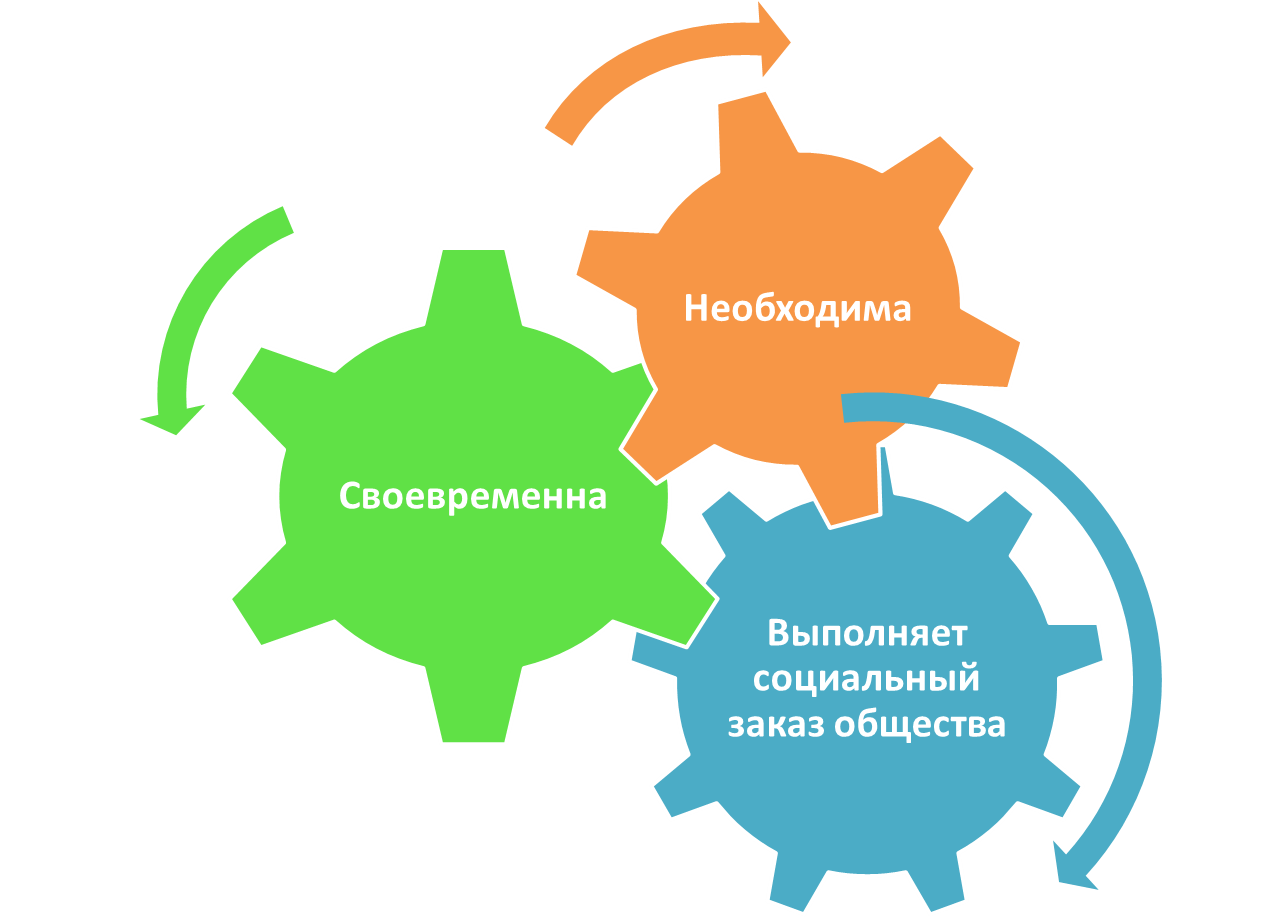 Необходима
Своевременна
Выполняет
социальный
заказ общества